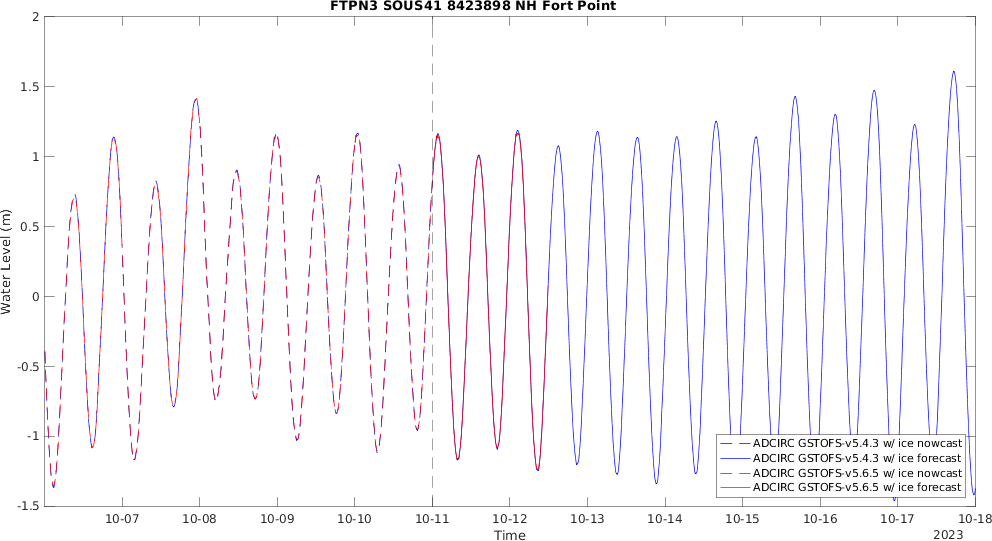 FTPN3 SOUS41 8423898 NH Fort Point
2
1.5
1
0.5
0
-0.5
-1
-1.5
Water Level (m)
ADCIRC GSTOFS-v5.4.3 w/ ice nowcast
ADCIRC GSTOFS-v5.4.3 w/ ice forecast
ADCIRC GSTOFS-v5.6.5 w/ ice nowcast
ADCIRC GSTOFS-v5.6.5 w/ ice forecast
10-07 10-08 10-09 10-10 10-11 10-12 10-13 10-14 10-15 10-16 10-17 10-18
Time
2023